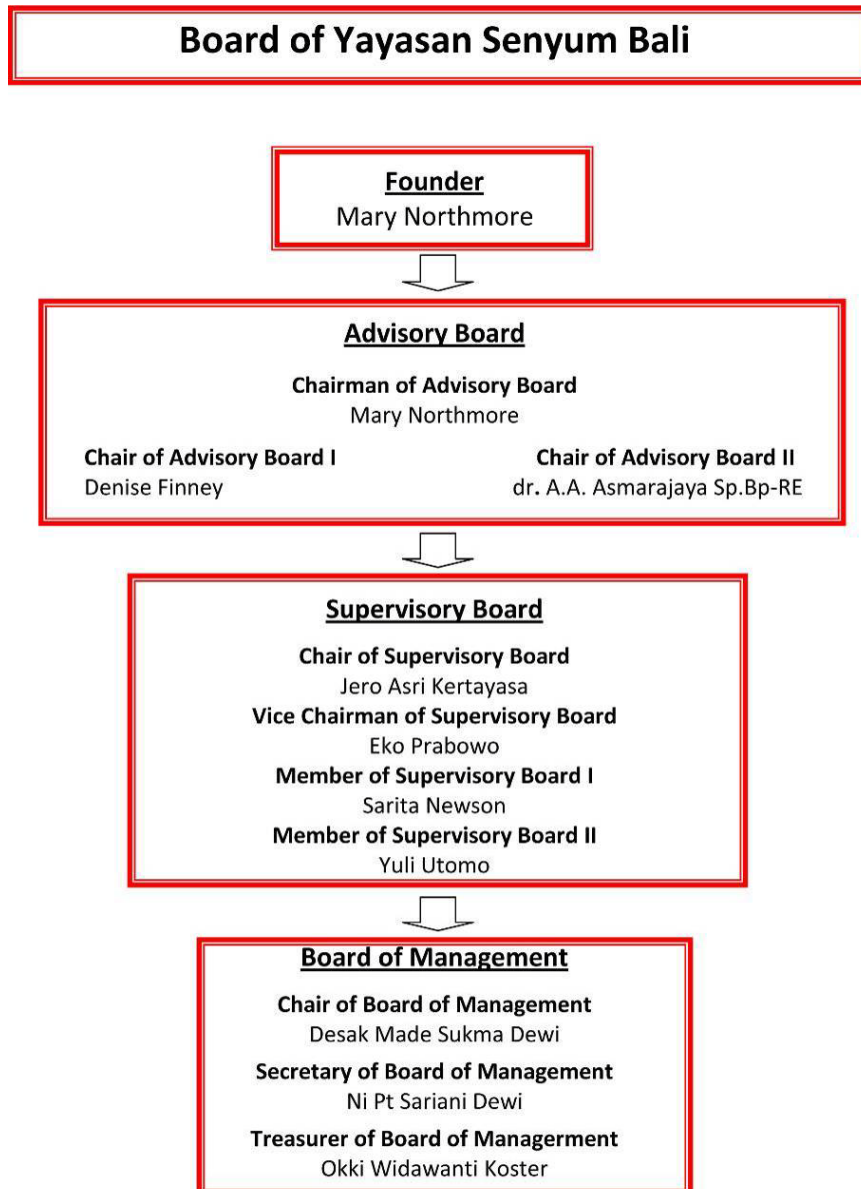 Board of Yayasan Senyum Bali
Founder
Mary Northmore
Advisory Board
Chairman of Advisory Board
Mary Northmore
Chair of Advisory Board I
Denise Finney
Chair of Advisory Board II
dr. A.A. Asmarajaya Sp.Bp-RE
Supervisory Board
Chair of Supervisory Board
Jero Asri Kertayasa
Vice Chairman of Supervisory Board
Eko Prabowo
Member of Supervisory Board I
Sarita Newson
Member of Supervisory Board II
Yuli Utomo
Board of Management
Chair of Board of Management
Desak Made Sukma Dewi
Secretary of Board of Management
Ni Pt Sariani Dewi
Treasurer of Board of Managerment
Okki Widawanti Koster